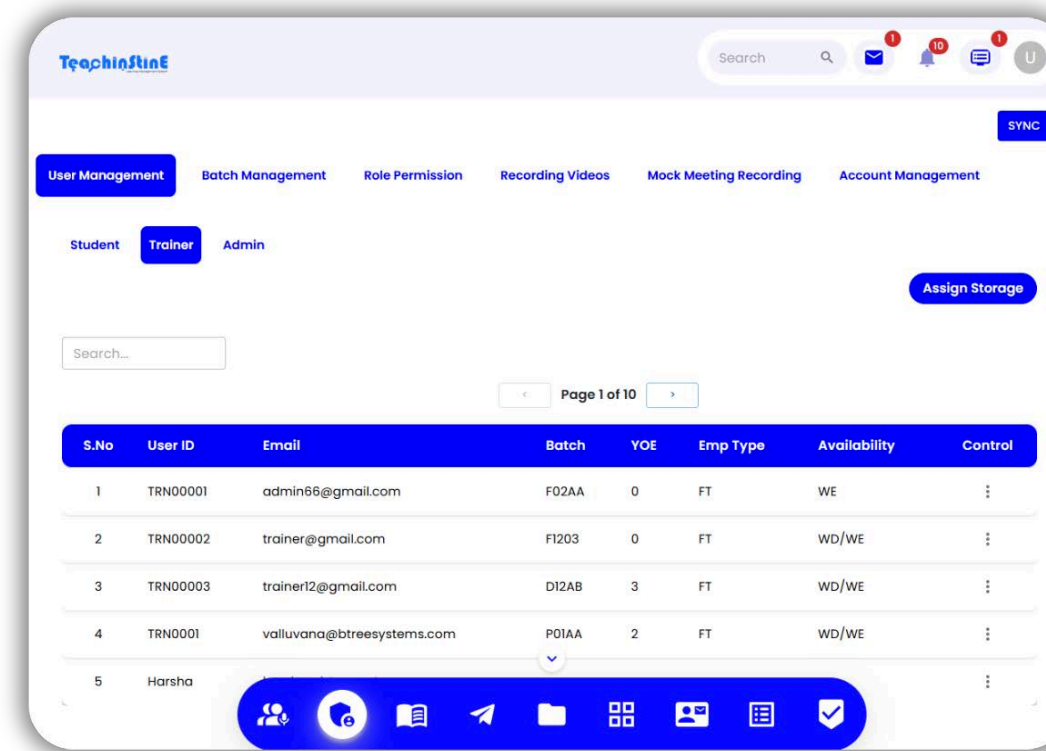 TeachinstinE
Search 1 10 1 U
SYNC
User Management Batch Management Role Permission Recording Videos Mock Meeting Recording Account Management
Student Trainer Admin
Assign Storage
Search...
< Page 1 of 10 >
S.No User ID Email Batch YOE Emp Type Availability Control
1 TRN00001 admin66@gmail.com F02AA 0 FT WE
2 TRN00002 trainer@gmail.com F1203 0 FT WD/WE
3 TRN00003 trainer12@gmail.com D12AB 3 FT WD/WE
4 TRN0001 valluvana@btreesystems.com P01AA 2 FT WD/WE
5 Harsha